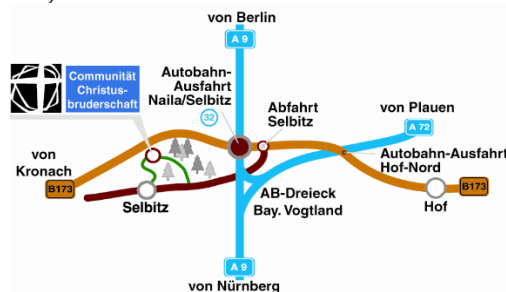 von Berlin
A 9
Communität
Christus-
bruderschaft
Autobahn-
Ausfahrt
Naila/Selbitz
32
Abfahrt
Selbitz
von Plauen
A 72
von
Kronach
B173
Autobahn-Ausfahrt
Hof-Nord
Selbitz
AB-Dreieck
Bay. Vogtland
Hof
B173
A 9
von Nürnberg